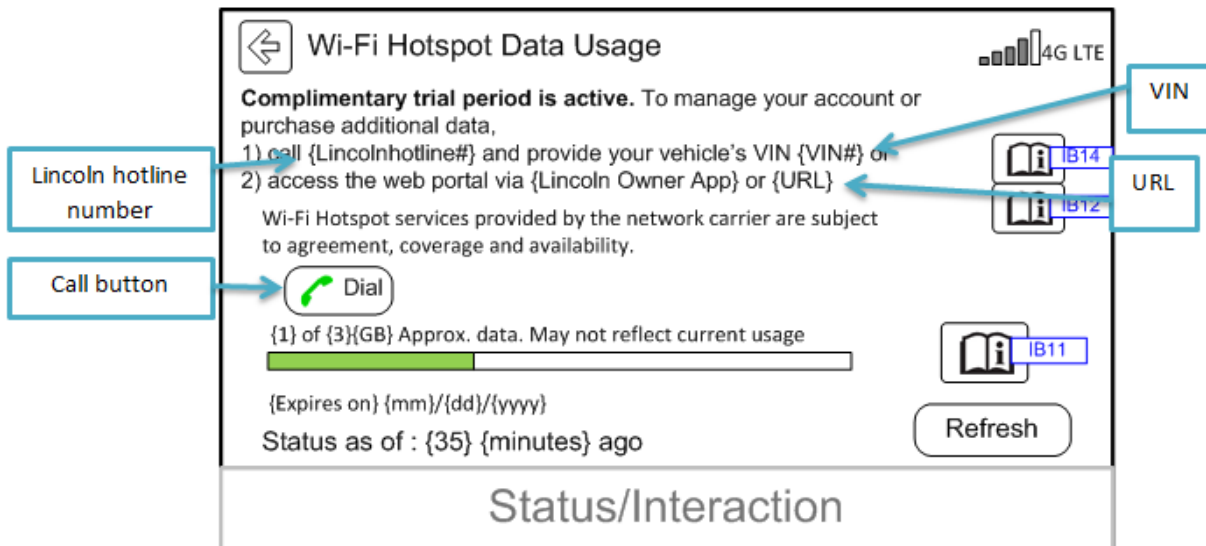 Wi-Fi Hotspot Data Usage
4G LTE
Complimentary trial period is active. To manage your account or
purchase additional data,
1) call {Lincolnhotline#} and provide your vehicle's VIN {VIN#} or
2) access the web portal via {Lincoln Owner App} or {URL}
Wi-Fi Hotspot services provided by the network carrier are subject
to agreement, coverage and availability.
VIN
IB14
URL
IB12
Lincoln hotline
number
Call button
Dial
{1} of {3}{GB} Approx. data. May not reflect current usage
IB11
{Expires on} {mm}/{dd}/{yyyy}
Status as of : {35} {minutes} ago
Refresh
Status/Interaction